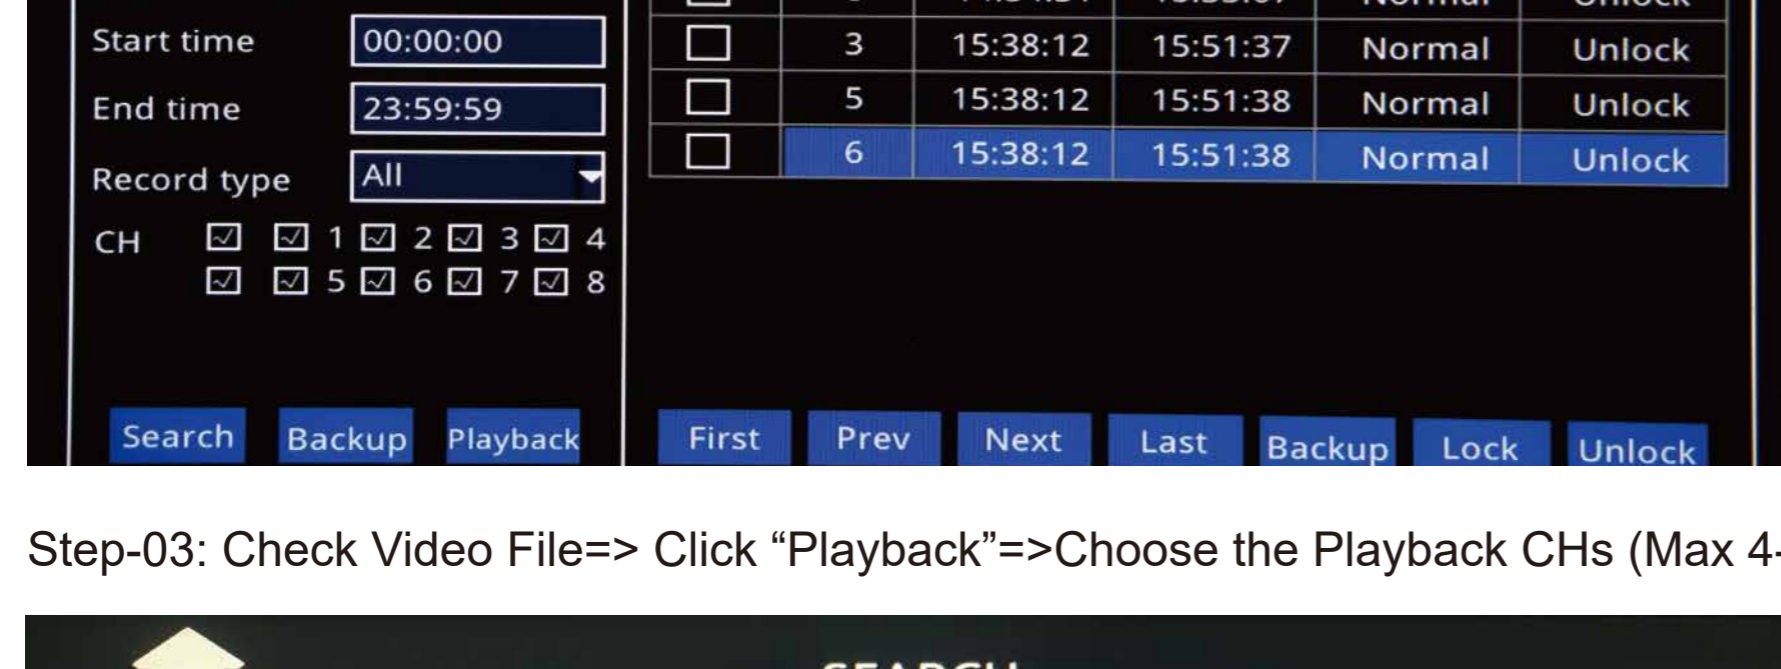 Start time 00:00:00
End time 23:59:59
Record type All
CH 1 2 3 4
5 6 7 8
Search Backup Playback
Normal Unlock
3 15:38:12 15:51:37 Normal Unlock
5 15:38:12 15:51:38 Normal Unlock
6 15:38:12 15:51:38 Normal Unlock
First Prev Next Last Backup Lock Unlock
Step-03: Check Video File=> Click “Playback”=>Choose the Playback CHs (Max 4-
SEARCH